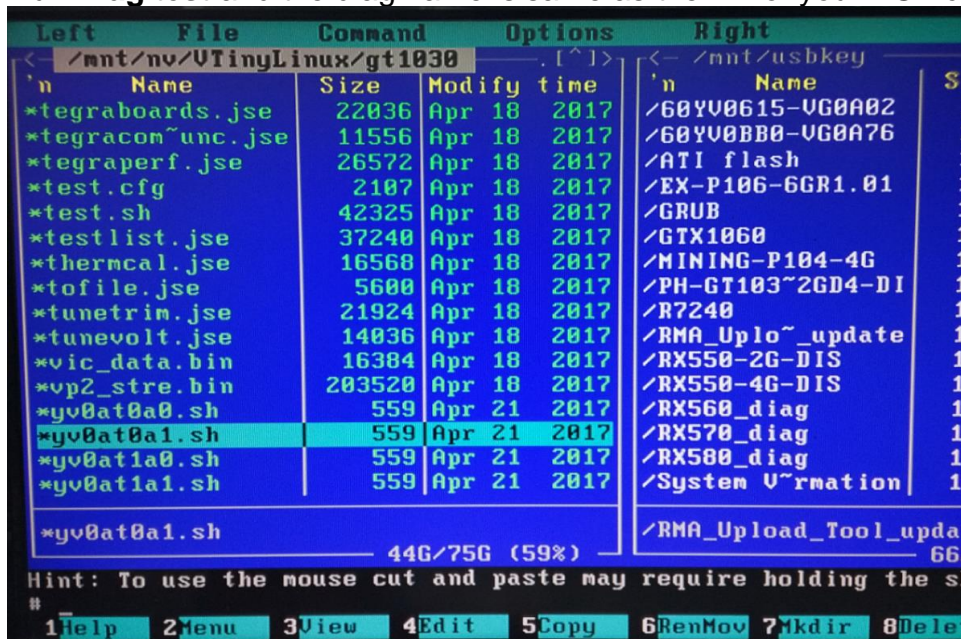 Left File Command Options Right
<– /mnt/nv/VTinyLinux/gt1030 .[^]> <– /mnt/usbkey
'n Name Size Modify time 'n Name S
*tegraboards.jse 22036 Apr 18 2017 /60YV0615-VG0A02
*tegracom~unc.jse 11556 Apr 18 2017 /60YV0BB0-VG0A76
*tegraperf.jse 26572 Apr 18 2017 /ATI flash
*test.cfg 2107 Apr 18 2017 /EX-P106-6GR1.01
*test.sh 42325 Apr 18 2017 /GRUB
*testlist.jse 37240 Apr 18 2017 /GTX1060
*thermcal.jse 16568 Apr 18 2017 /MINING-P104-4G
*tofile.jse 5600 Apr 18 2017 /PH-GT103~2GD4-DI
*tunetrim.jse 21924 Apr 18 2017 /R7240
*tunevolt.jse 14036 Apr 18 2017 /RMA_Uplo~_update
*vic_data.bin 16384 Apr 18 2017 /RX550-2G-DIS
*vp2_stre.bin 203520 Apr 18 2017 /RX550-4G-DIS
*yv0at0a0.sh 559 Apr 21 2017 /RX560_diag
*yv0at0a1.sh 559 Apr 21 2017 /RX570_diag
*yv0at1a0.sh 559 Apr 21 2017 /RX580_diag
*yv0at1a1.sh 559 Apr 21 2017 /System V~rmation
*yv0at0a1.sh /RMA_Upload_Tool_upda
44G/75G (59%) 66
Hint: To use the mouse cut and paste may require holding the s
# _
1Help 2Menu 3View 4Edit 5Copy 6RenMov 7Mkdir 8Dele